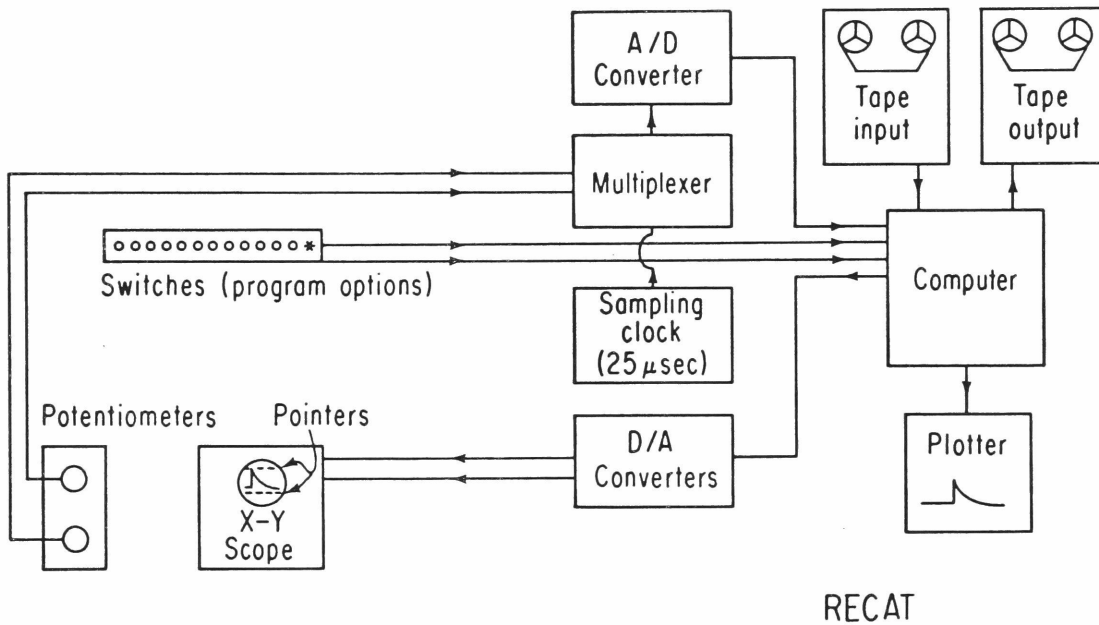 A/D
Converter
Tape
input
Tape
output
Multiplexer
Switches (program options)
Computer
Sampling
clock
(25 μsec)
Potentiometers
Pointers
X-Y
Scope
D/A
Converters
Plotter
RECAT